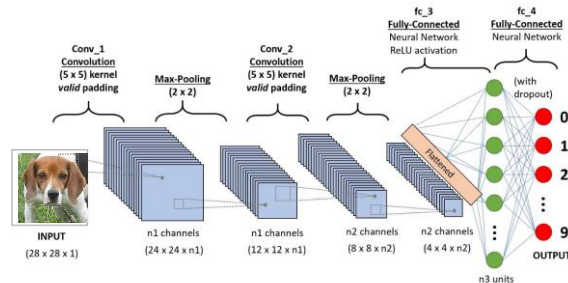 Conv_1
Convolution
(5 x 5) kernel
valid padding
Max-Pooling
(2 x 2)
Conv_2
Convolution
(5 x 5) kernel
valid padding
Max-Pooling
(2 x 2)
fc_3
Fully-Connected
Neural Network
ReLU activation
fc_4
Fully-Connected
Neural Network
(with
dropout)
Flattened
0
1
2
9
INPUT
(28 x 28 x 1)
n1 channels
(24 x 24 x n1)
n1 channels
(12 x 12 x n1)
n2 channels
(8 x 8 x n2)
n2 channels
(4 x 4 x n2)
n3 units
OUTPUT